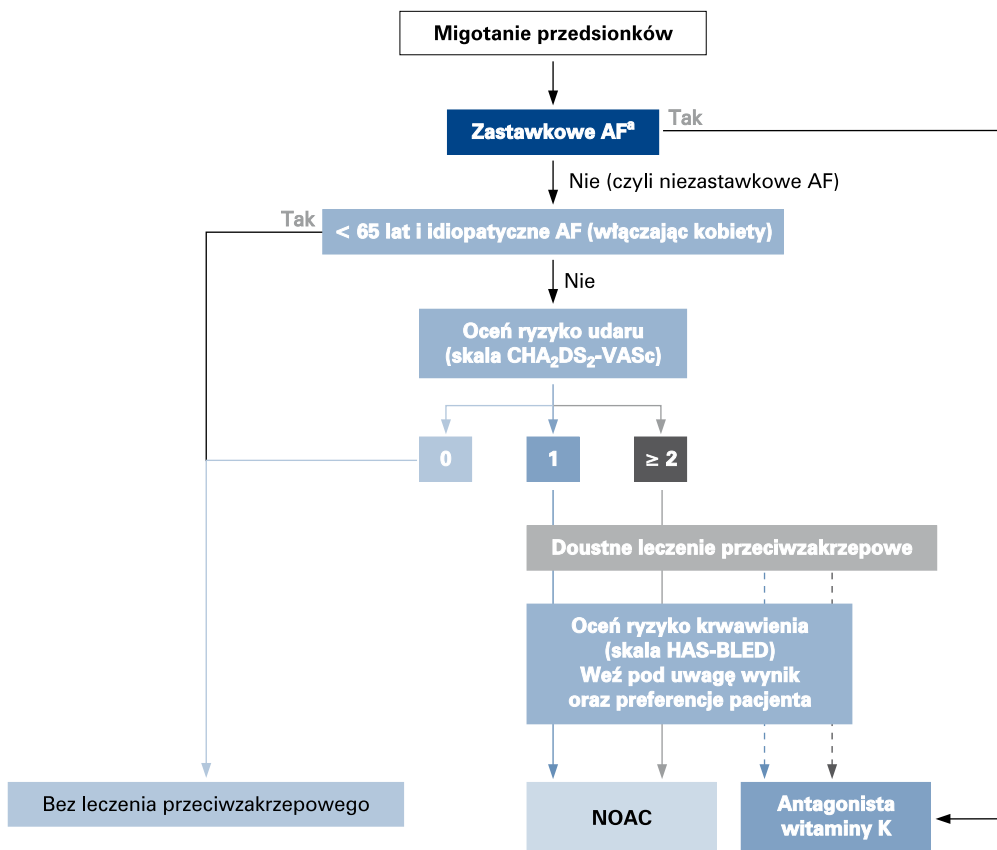 Migotanie przedsionków
Zastawkowe AFᵃ
Tak
Nie (czyli niezastawkowe AF)
Tak
< 65 lat i idiopatyczne AF (włączając kobiety)
Nie
Oceń ryzyko udaru
(skala CHA₂DS₂-VASc)
0
1
≥ 2
Doustne leczenie przeciwzakrzepowe
Oceń ryzyko krwawienia
(skala HAS-BLED)
Weź pod uwagę wynik
oraz preferencje pacjenta
Bez leczenia przeciwzakrzepowego
NOAC
Antagonista
witaminy K